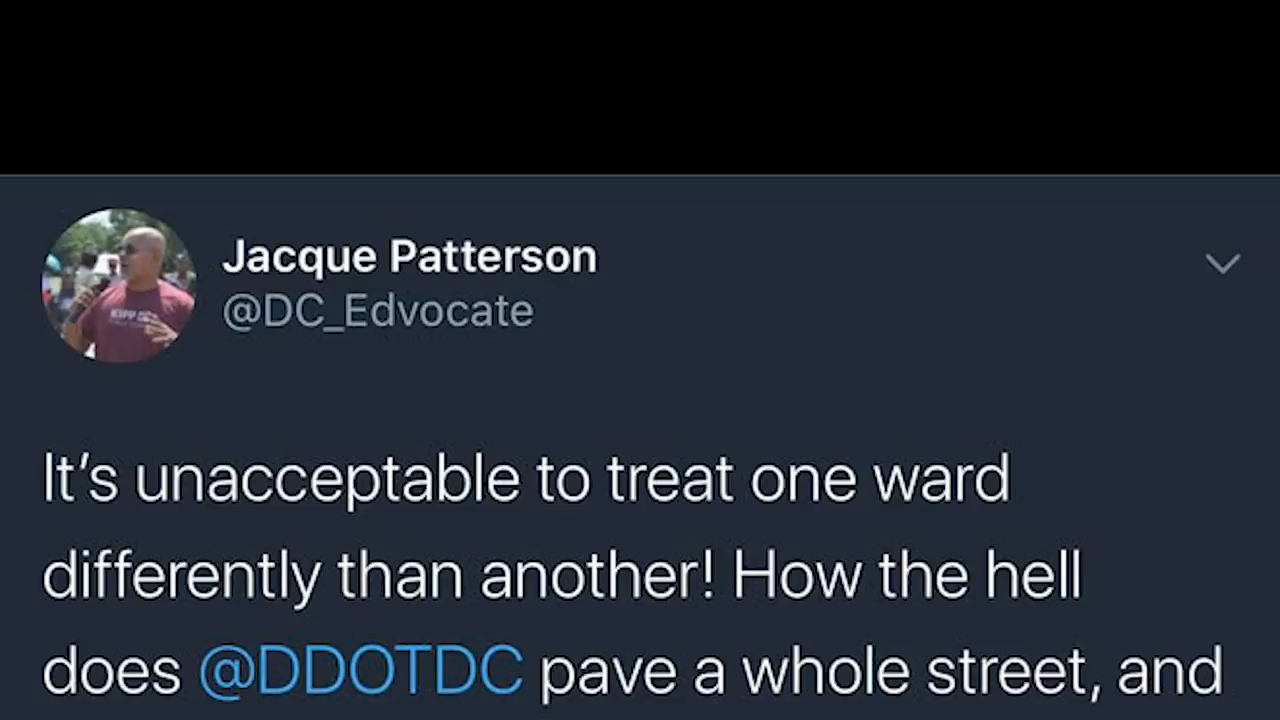 Jacque Patterson
@DC_Edvocate
It's unacceptable to treat one ward
differently than another! How the hell
does @DDOTDC pave a whole street, and